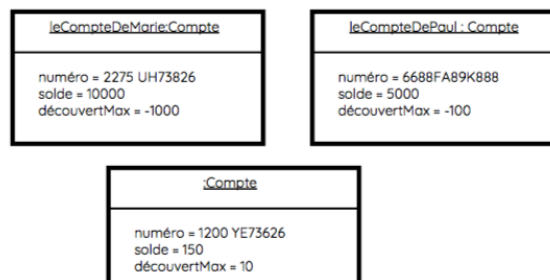 leCompteDeMarie:Compte
numéro = 2275 UH73826
solde = 10000
découvertMax = -1000
leCompteDePaul : Compte
numéro = 6688FA89K888
solde = 5000
découvertMax = -100
:Compte
numéro = 1200 YE73626
solde = 150
découvertMax = 10